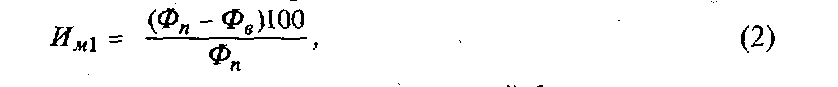 И_м1 = (Ф_п − Ф_в)100 / Ф_п, (2)